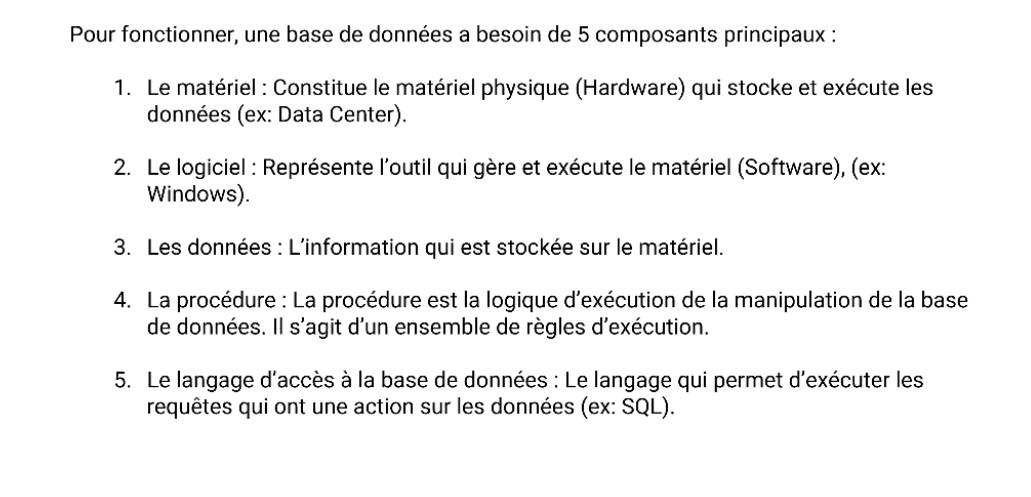 Pour fonctionner, une base de données a besoin de 5 composants principaux :
1. Le matériel : Constitue le matériel physique (Hardware) qui stocke et exécute les
données (ex: Data Center).
2. Le logiciel : Représente l’outil qui gère et exécute le matériel (Software), (ex:
Windows).
3. Les données : L’information qui est stockée sur le matériel.
4. La procédure : La procédure est la logique d’exécution de la manipulation de la base
de données. Il s’agit d’un ensemble de règles d’exécution.
5. Le langage d’accès à la base de données : Le langage qui permet d’exécuter les
requêtes qui ont une action sur les données (ex: SQL).